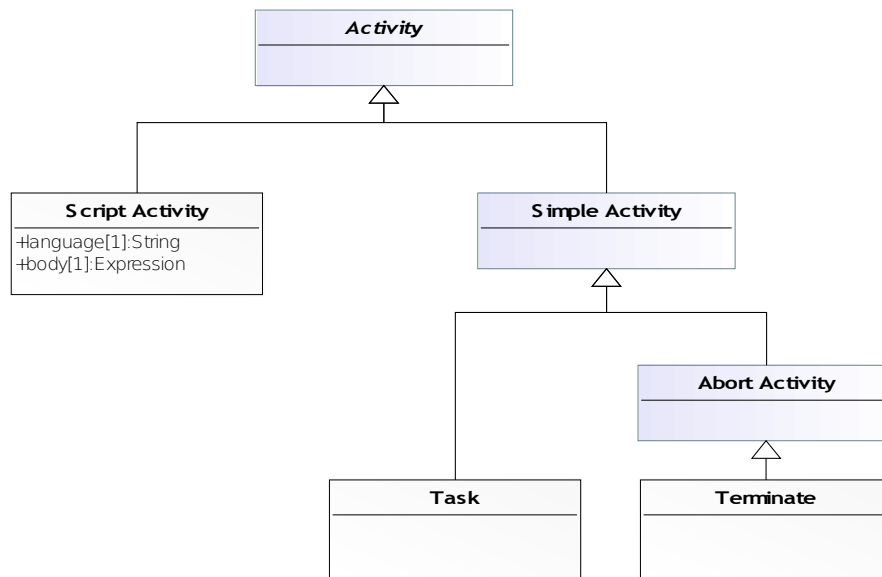 Activity
Script Activity
+language[1]:String
+body[1]:Expression
Simple Activity
Abort Activity
Task
Terminate